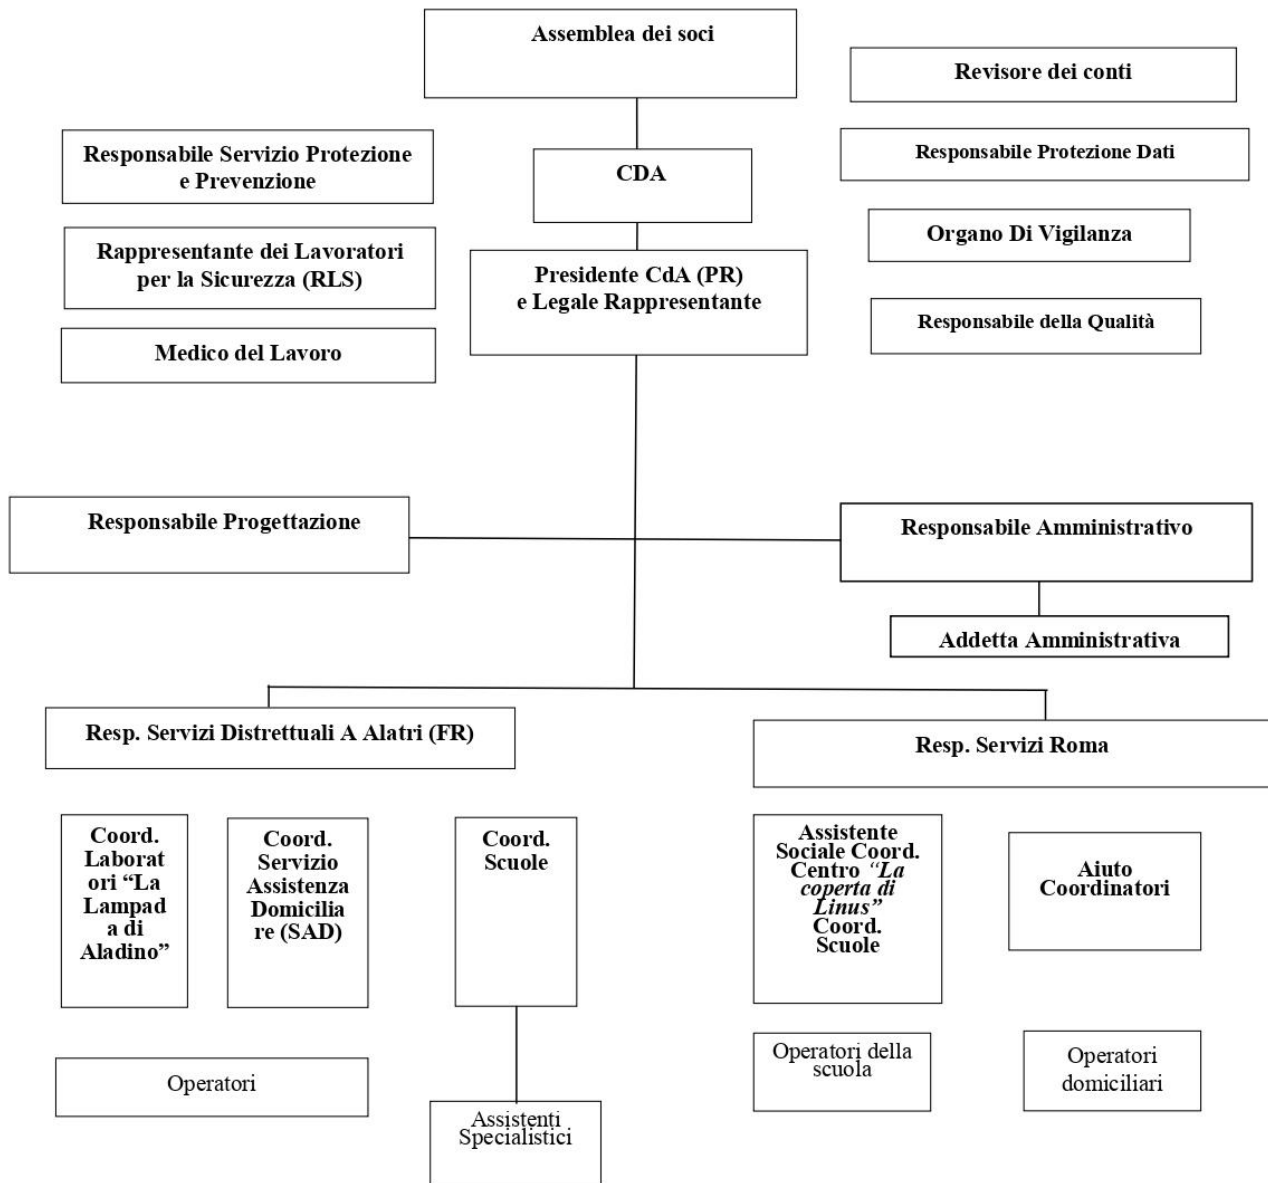 Assemblea dei soci
Revisore dei conti
Responsabile Servizio Protezione
e Prevenzione
CDA
Responsabile Protezione Dati
Rappresentante dei Lavoratori
per la Sicurezza (RLS)
Presidente CdA (PR)
e Legale Rappresentante
Organo Di Vigilanza
Medico del Lavoro
Responsabile della Qualità
Responsabile Progettazione
Responsabile Amministrativo
Addetta Amministrativa
Resp. Servizi Distrettuali A Alatri (FR)
Resp. Servizi Roma
Coord.
Laborat
ori “La
Lampad
a di
Aladino”
Coord.
Servizio
Assistenza
Domicilia
re (SAD)
Coord.
Scuole
Assistente
Sociale Coord.
Centro “La
coperta di
Linus”
Coord.
Scuole
Aiuto
Coordinatori
Operatori
Assistenti
Specialistici
Operatori della
scuola
Operatori
domiciliari